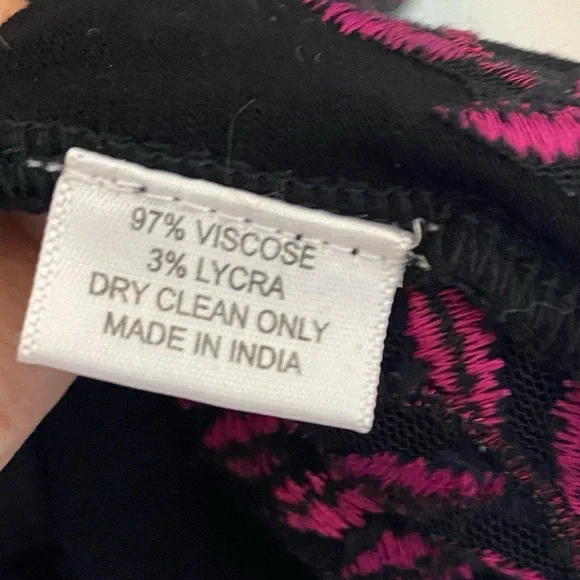 97% VISCOSE
3% LYCRA
DRY CLEAN ONLY
MADE IN INDIA